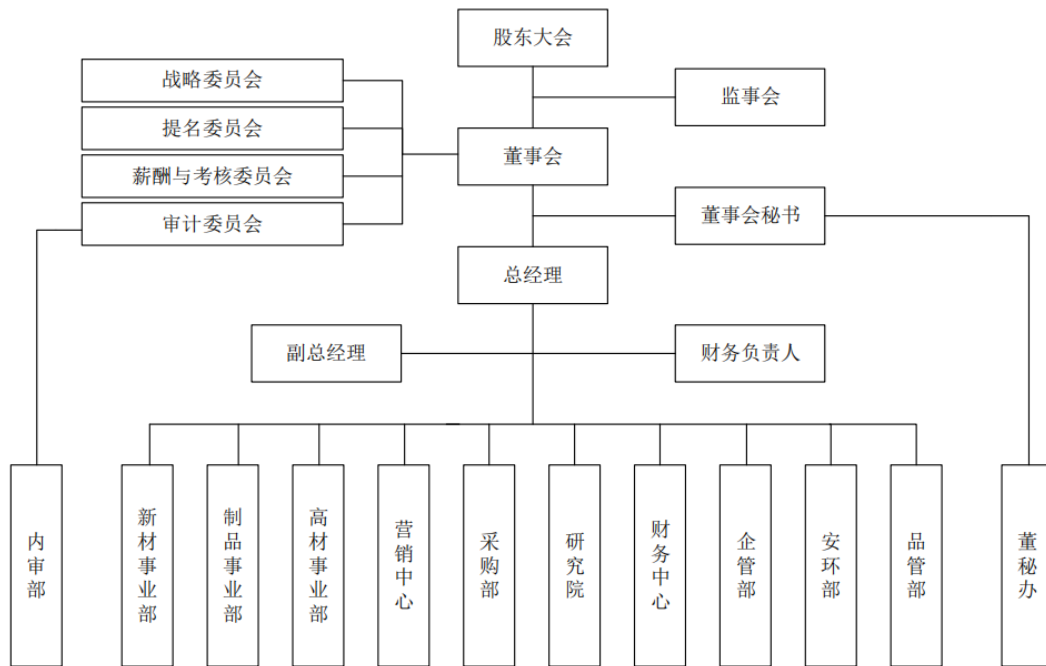 股东大会
战略委员会
监事会
提名委员会
董事会
薪酬与考核委员会
董事会秘书
审计委员会
总经理
副总经理
财务负责人
内审部
新材事业部
制品事业部
高材事业部
营销中心
采购部
研究院
财务中心
企管部
安环部
品管部
董秘办